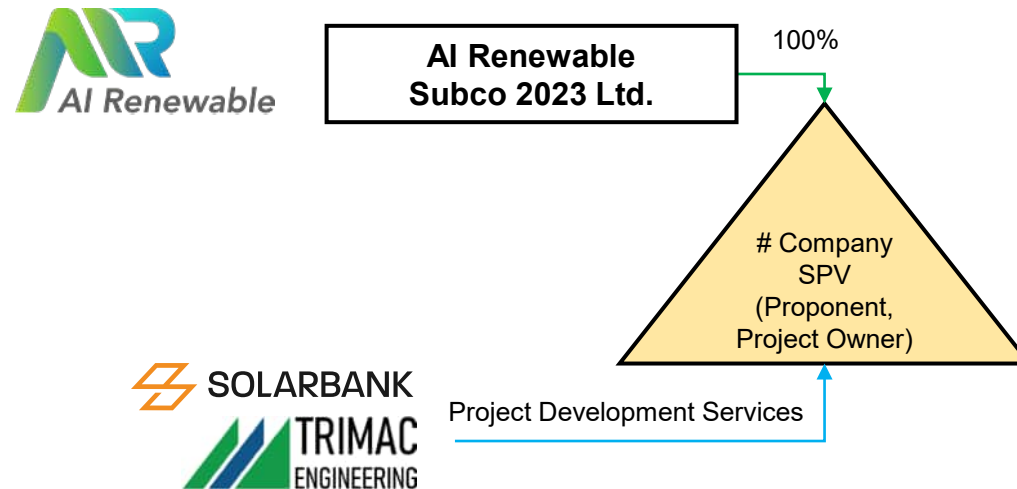 AI Renewable
AI Renewable
Subco 2023 Ltd.
100%
# Company
SPV
(Proponent,
Project Owner)
SOLARBANK
TRIMAC
ENGINEERING
Project Development Services